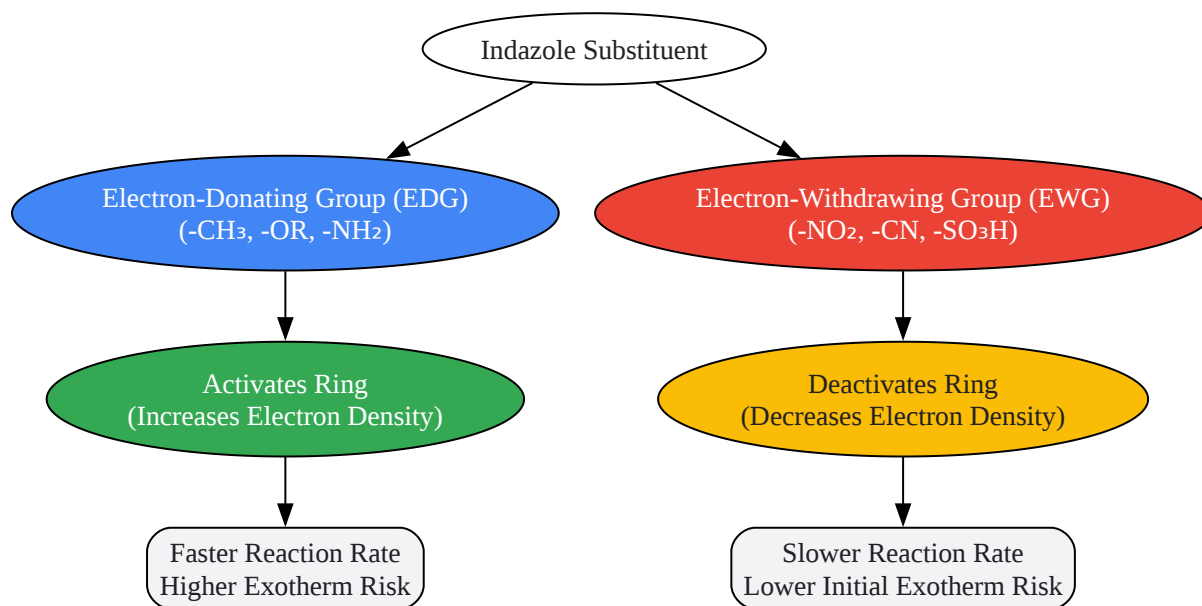 Indazole Substituent
Electron-Donating Group (EDG)
(-CH₃, -OR, -NH₂)
Electron-Withdrawing Group (EWG)
(-NO₂, -CN, -SO₃H)
Activates Ring
(Increases Electron Density)
Deactivates Ring
(Decreases Electron Density)
Faster Reaction Rate
Higher Exotherm Risk
Slower Reaction Rate
Lower Initial Exotherm Risk